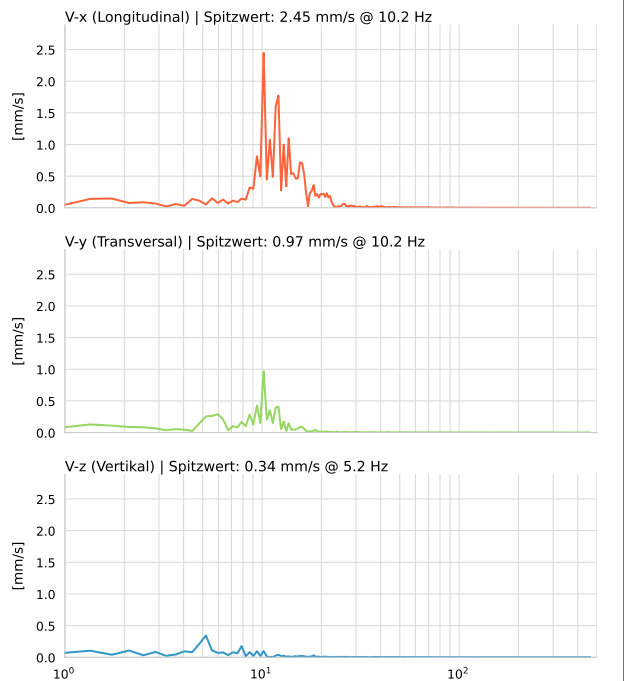 V-x (Longitudinal) | Spitzwert: 2.45 mm/s @ 10.2 Hz
[mm/s]
2.5
2.0
1.5
1.0
0.5
0.0
V-y (Transversal) | Spitzwert: 0.97 mm/s @ 10.2 Hz
[mm/s]
2.5
2.0
1.5
1.0
0.5
0.0
V-z (Vertikal) | Spitzwert: 0.34 mm/s @ 5.2 Hz
[mm/s]
2.5
2.0
1.5
1.0
0.5
0.0
10⁰ 10¹ 10²